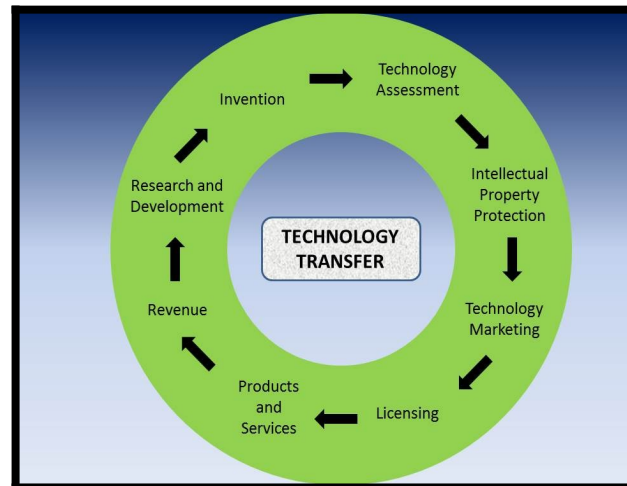 Technology
Assessment
Invention
Intellectual
Property
Protection
Research and
Development
TECHNOLOGY
TRANSFER
Technology
Marketing
Revenue
Products
and
Services
Licensing